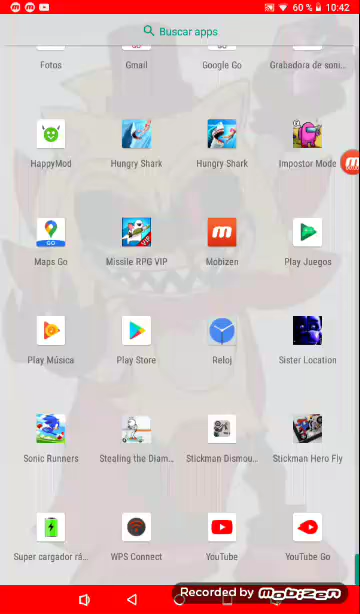 60 % 10:42
Buscar apps
Fotos Gmail Google Go Grabadora de soni...
HappyMod Hungry Shark Hungry Shark Impostor Mode
GO VIP
Maps Go Missile RPG VIP Mobizen Play Juegos
Play Música Play Store Reloj Sister Location
Sonic Runners Stealing the Diam... Stickman Dismou... Stickman Hero Fly
Super cargador rá... WPS Connect YouTube YouTube Go
Recorded by Mobizen